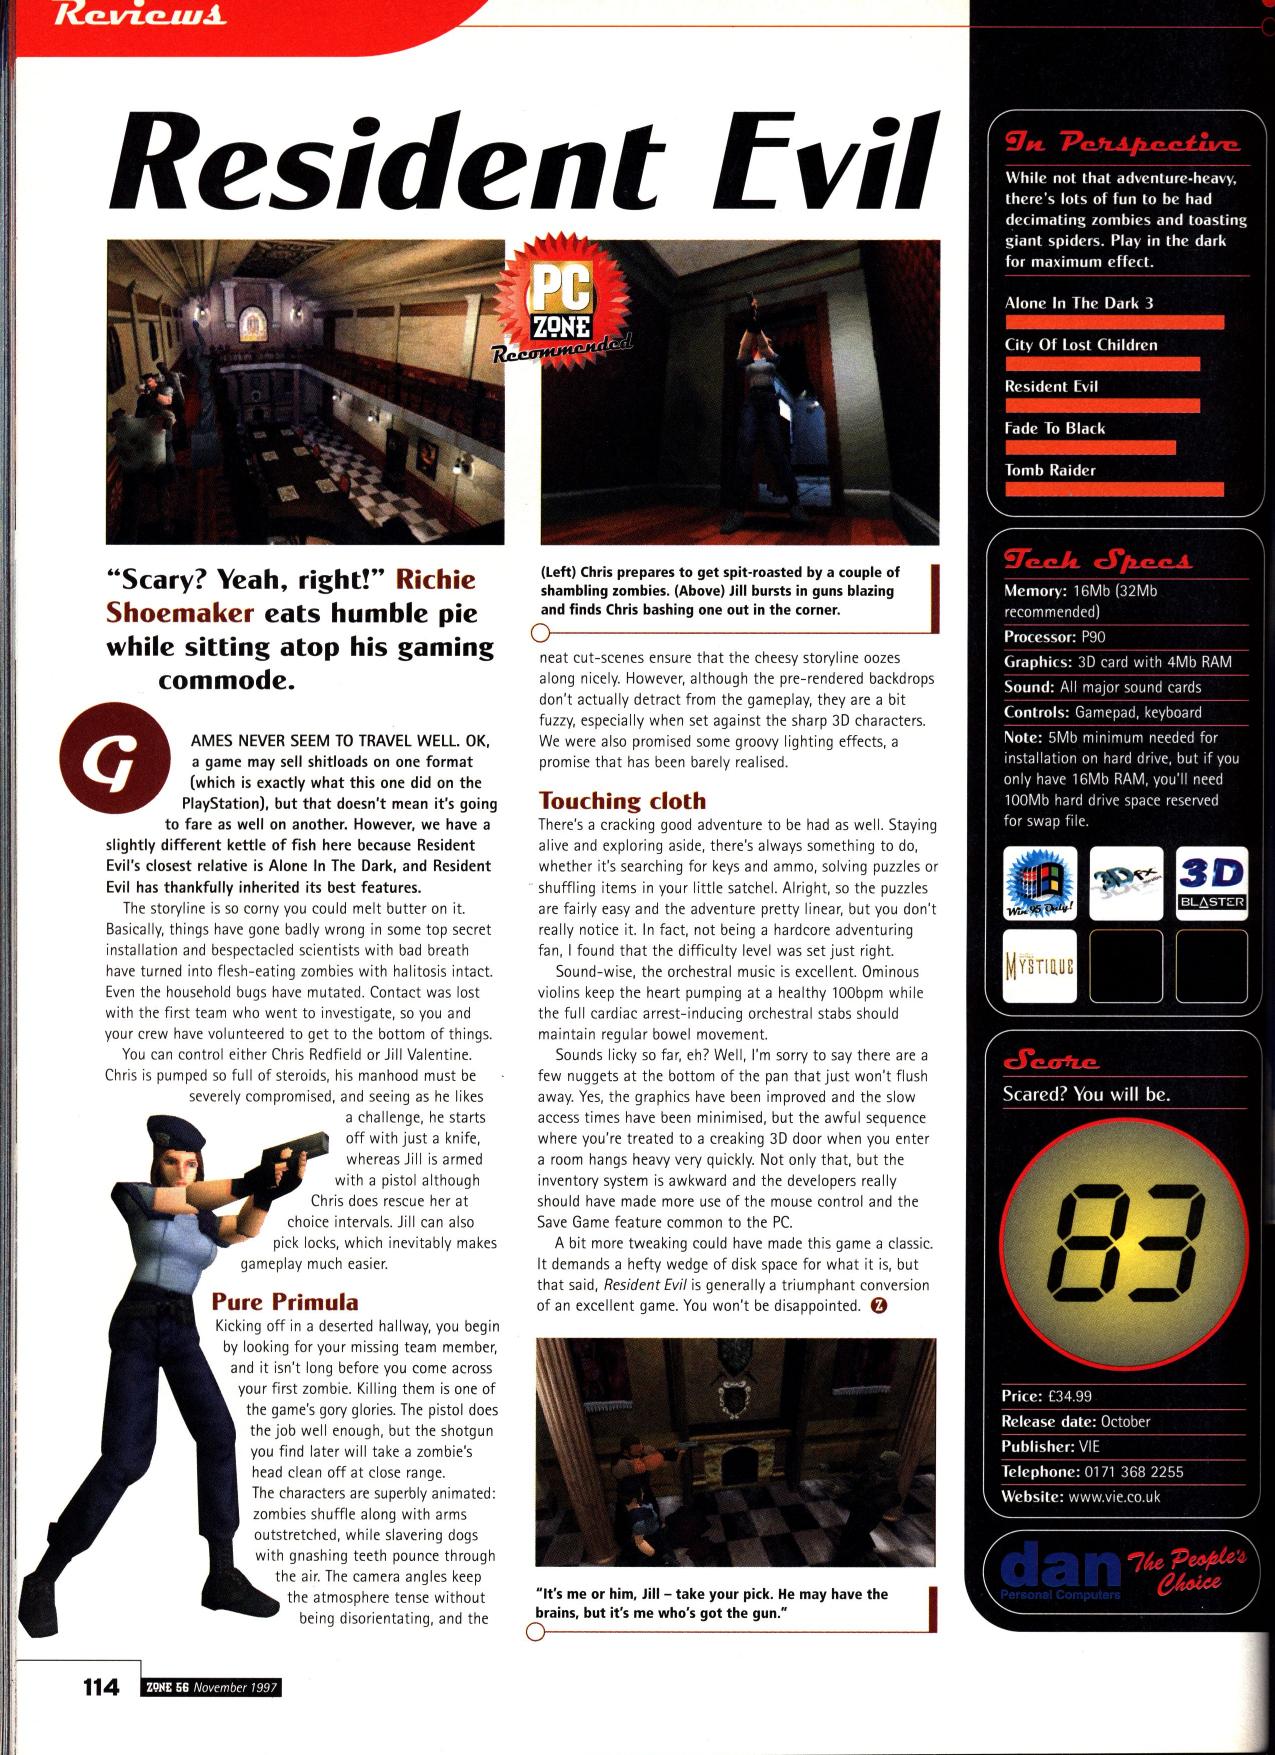 Reviews
Resident Evil
PC
ZONE
Recommended
"Scary? Yeah, right!" Richie
Shoemaker eats humble pie
while sitting atop his gaming
commode.
(Left) Chris prepares to get spit-roasted by a couple of
shambling zombies. (Above) Jill bursts in guns blazing
and finds Chris bashing one out in the corner.
GAMES NEVER SEEM TO TRAVEL WELL. OK,
a game may sell shitloads on one format
(which is exactly what this one did on the
PlayStation), but that doesn't mean it's going
to fare as well on another. However, we have a
slightly different kettle of fish here because Resident
Evil's closest relative is Alone In The Dark, and Resident
Evil has thankfully inherited its best features.
The storyline is so corny you could melt butter on it.
Basically, things have gone badly wrong in some top secret
installation and bespectacled scientists with bad breath
have turned into flesh-eating zombies with halitosis intact.
Even the household bugs have mutated. Contact was lost
with the first team who went to investigate, so you and
your crew have volunteered to get to the bottom of things.
You can control either Chris Redfield or Jill Valentine.
Chris is pumped so full of steroids, his manhood must be
severely compromised, and seeing as he likes
a challenge, he starts
off with just a knife,
whereas Jill is armed
with a pistol although
Chris does rescue her at
choice intervals. Jill can also
pick locks, which inevitably makes
gameplay much easier.
Pure Primula
Kicking off in a deserted hallway, you begin
by looking for your missing team member,
and it isn't long before you come across
your first zombie. Killing them is one of
the game's gory glories. The pistol does
the job well enough, but the shotgun
you find later will take a zombie's
head clean off at close range.
The characters are superbly animated:
zombies shuffle along with arms
outstretched, while slavering dogs
with gnashing teeth pounce through
the air. The camera angles keep
the atmosphere tense without
being disorientating, and the
neat cut-scenes ensure that the cheesy storyline oozes
along nicely. However, although the pre-rendered backdrops
don't actually detract from the gameplay, they are a bit
fuzzy, especially when set against the sharp 3D characters.
We were also promised some groovy lighting effects, a
promise that has been barely realised.
Touching cloth
There's a cracking good adventure to be had as well. Staying
alive and exploring aside, there's always something to do,
whether it's searching for keys and ammo, solving puzzles or
shuffling items in your little satchel. Alright, so the puzzles
are fairly easy and the adventure pretty linear, but you don't
really notice it. In fact, not being a hardcore adventuring
fan, I found that the difficulty level was set just right.
Sound-wise, the orchestral music is excellent. Ominous
violins keep the heart pumping at a healthy 100bpm while
the full cardiac arrest-inducing orchestral stabs should
maintain regular bowel movement.
Sounds licky so far, eh? Well, I'm sorry to say there are a
few nuggets at the bottom of the pan that just won't flush
away. Yes, the graphics have been improved and the slow
access times have been minimised, but the awful sequence
where you're treated to a creaking 3D door when you enter
a room hangs heavy very quickly. Not only that, but the
inventory system is awkward and the developers really
should have made more use of the mouse control and the
Save Game feature common to the PC.
A bit more tweaking could have made this game a classic.
It demands a hefty wedge of disk space for what it is, but
that said, Resident Evil is generally a triumphant conversion
of an excellent game. You won't be disappointed. Z
"It's me or him, Jill – take your pick. He may have the
brains, but it's me who's got the gun."
In Perspective
While not that adventure-heavy,
there's lots of fun to be had
decimating zombies and toasting
giant spiders. Play in the dark
for maximum effect.
Alone In The Dark 3
City Of Lost Children
Resident Evil
Fade To Black
Tomb Raider
Tech Specs
Memory: 16Mb (32Mb
recommended)
Processor: P90
Graphics: 3D card with 4Mb RAM
Sound: All major sound cards
Controls: Gamepad, keyboard
Note: 5Mb minimum needed for
installation on hard drive, but if you
only have 16Mb RAM, you'll need
100Mb hard drive space reserved
for swap file.
Win 95 Only!
3DFX
3D
BLASTER
MYSTIQUE
Score
Scared? You will be.
83
Price: £34.99
Release date: October
Publisher: VIE
Telephone: 0171 368 2255
Website: www.vie.co.uk
dan
Personal Computers
The People's
Choice
114
ZONE 56 November 1997